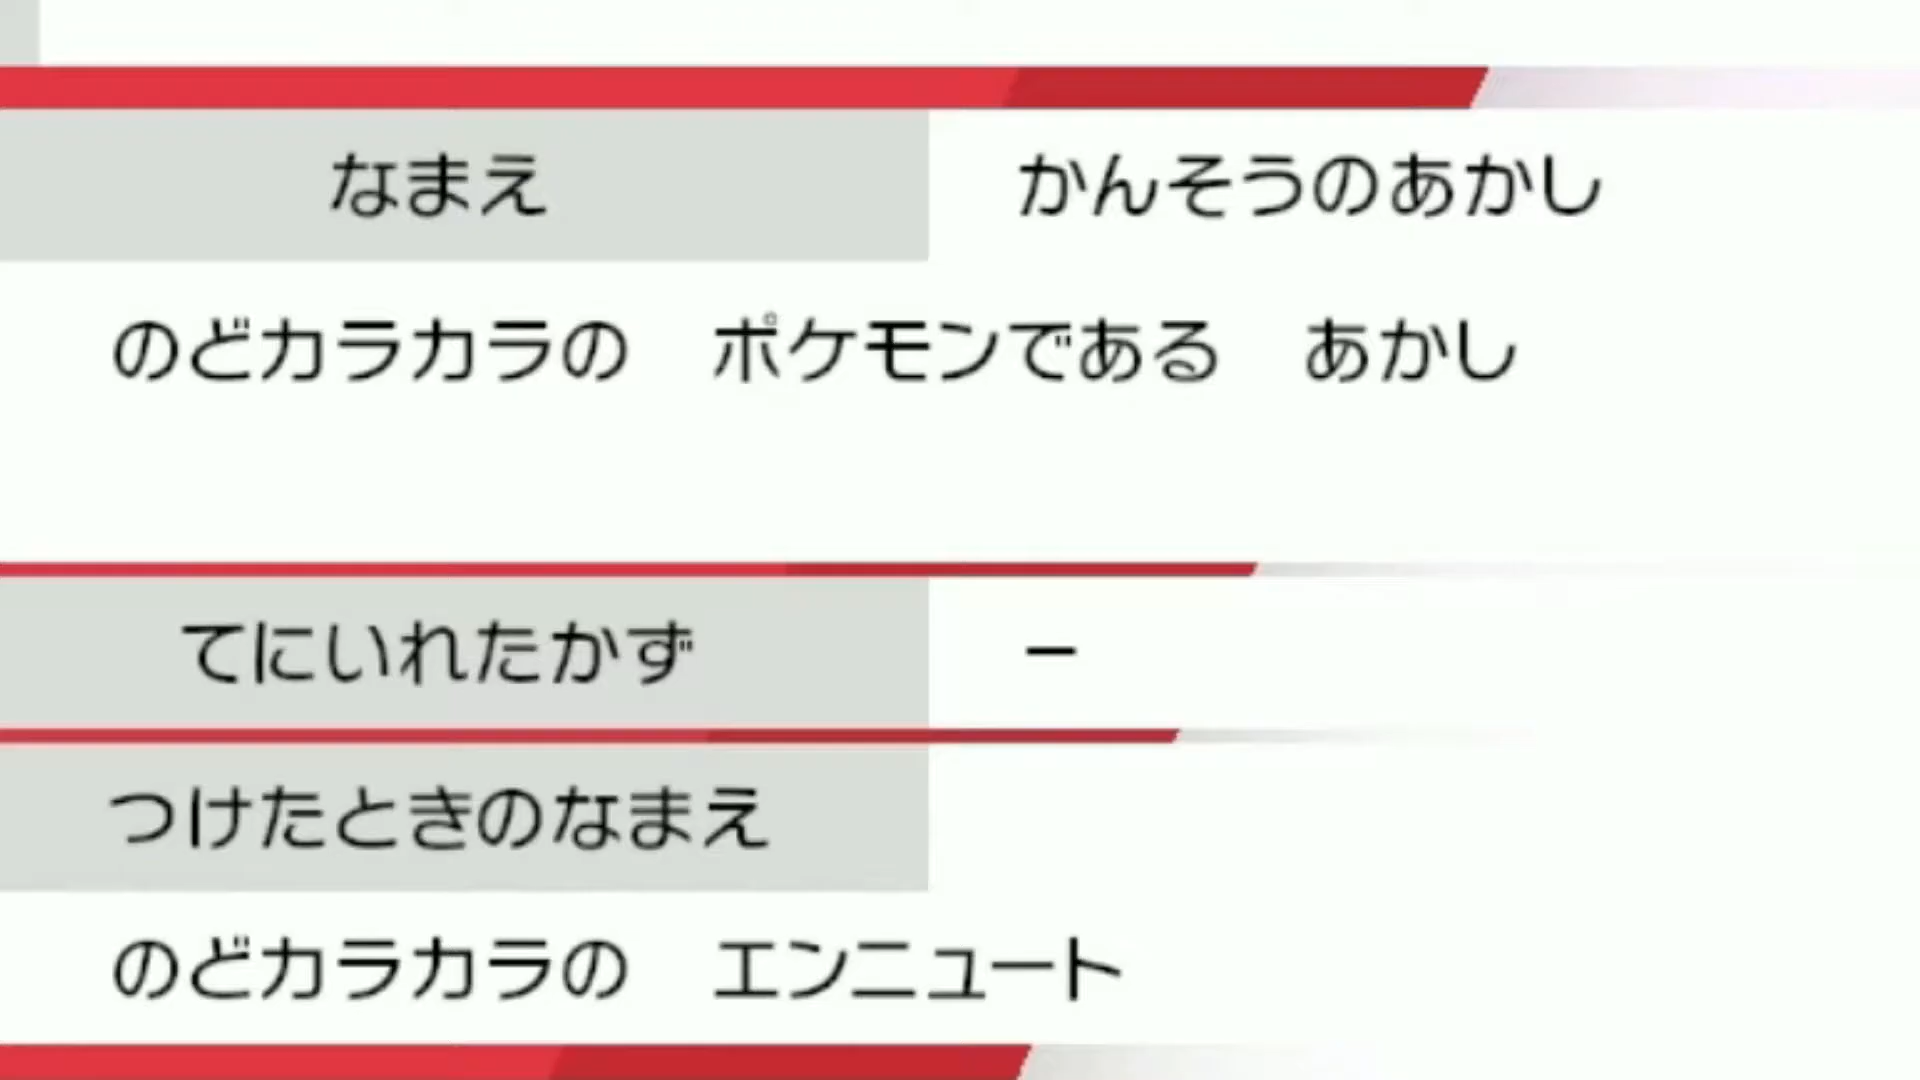 なまえ かんそうのあかし
のどカラカラの ポケモンである あかし
てにいれたかず ー
つけたときのなまえ
のどカラカラの エンニュート